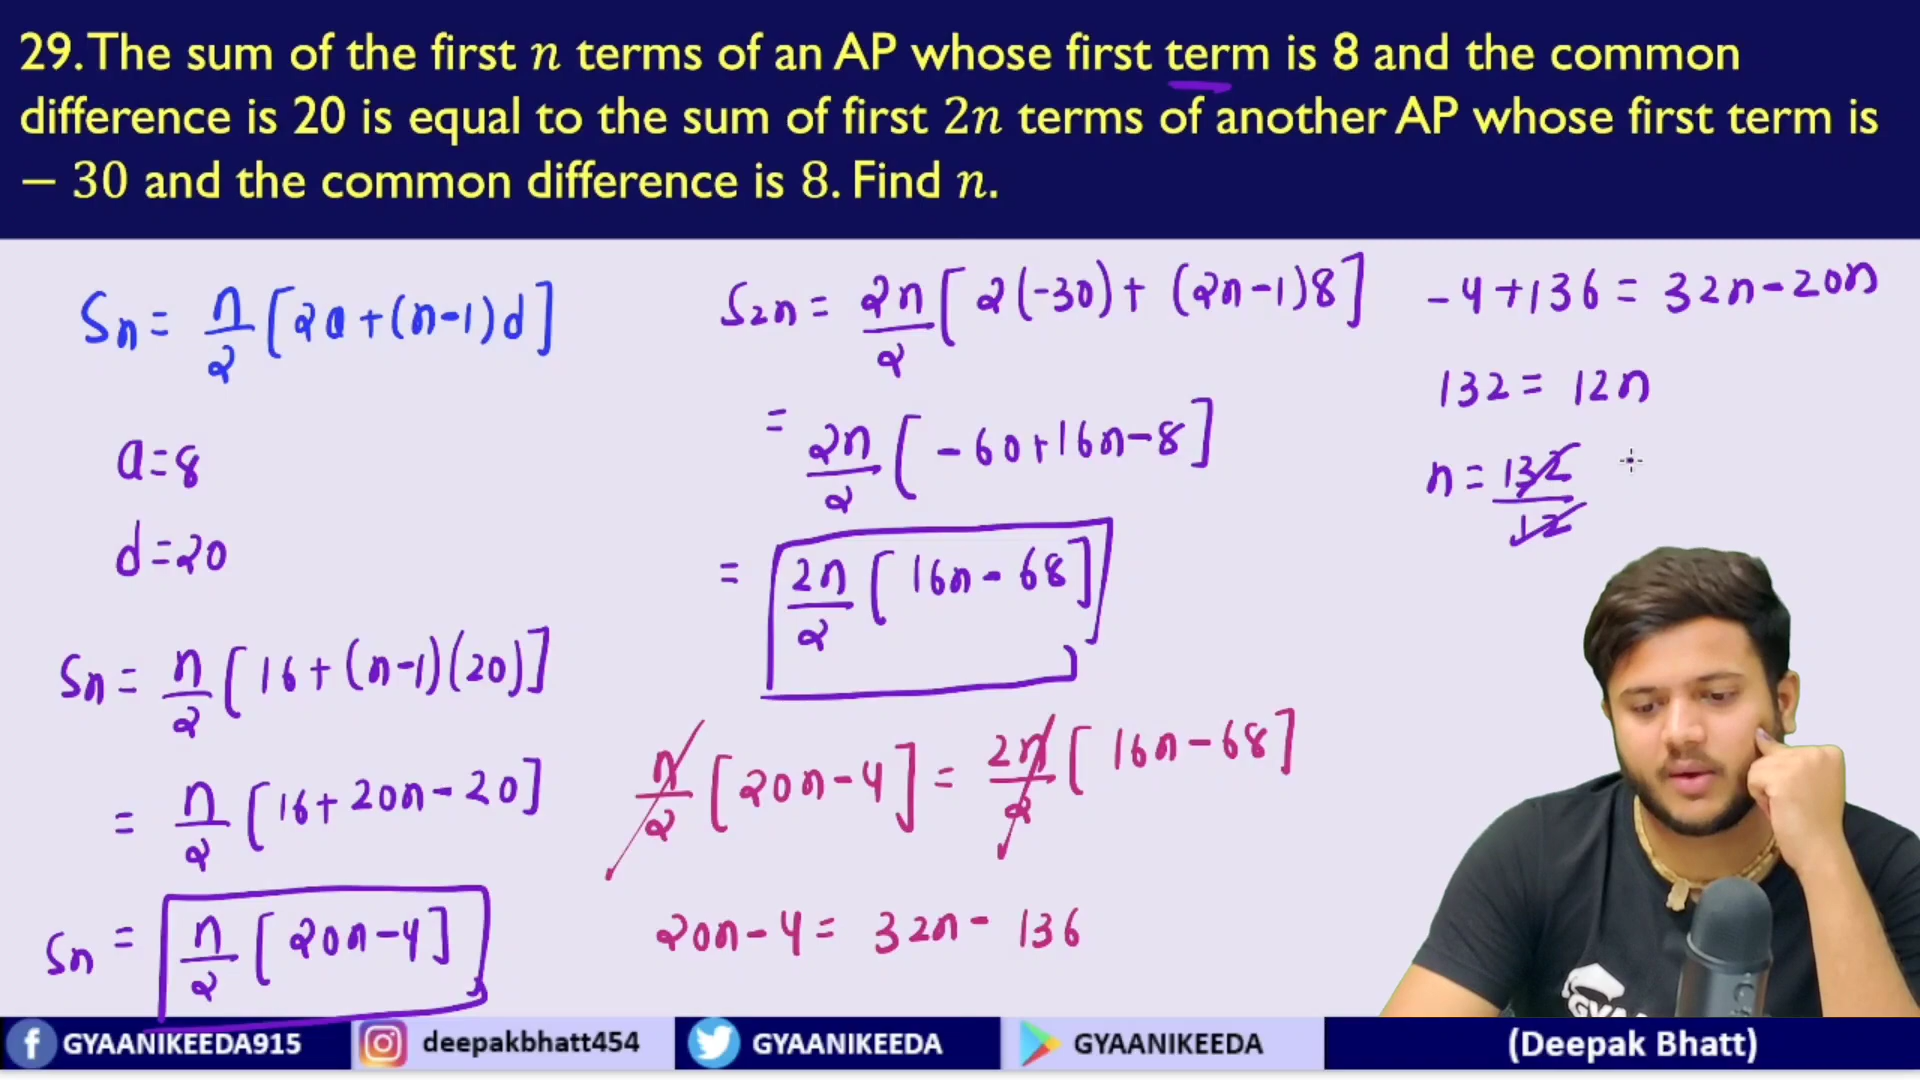 29. The sum of the first n terms of an AP whose first term is 8 and the common
difference is 20 is equal to the sum of first 2n terms of another AP whose first term is
− 30 and the common difference is 8. Find n.
Sn = n/2 [2a+(n-1)d]
a=8
d=20
Sn = n/2 [16+(n-1)(20)]
= n/2 [16+20n-20]
Sn = n/2 [20n-4]
S2n = 2n/2 [2(-30)+(2n-1)8]
= 2n/2 [-60+16n-8]
= 2n/2 [16n-68]
n/2 [20n-4] = 2n/2 [16n-68]
20n-4 = 32n-136
-4+136 = 32n-20n
132 = 12n
n = 132/12
GYAANIKEEDA915
deepakbhatt454
GYAANIKEEDA
GYAANIKEEDA
(Deepak Bhatt)